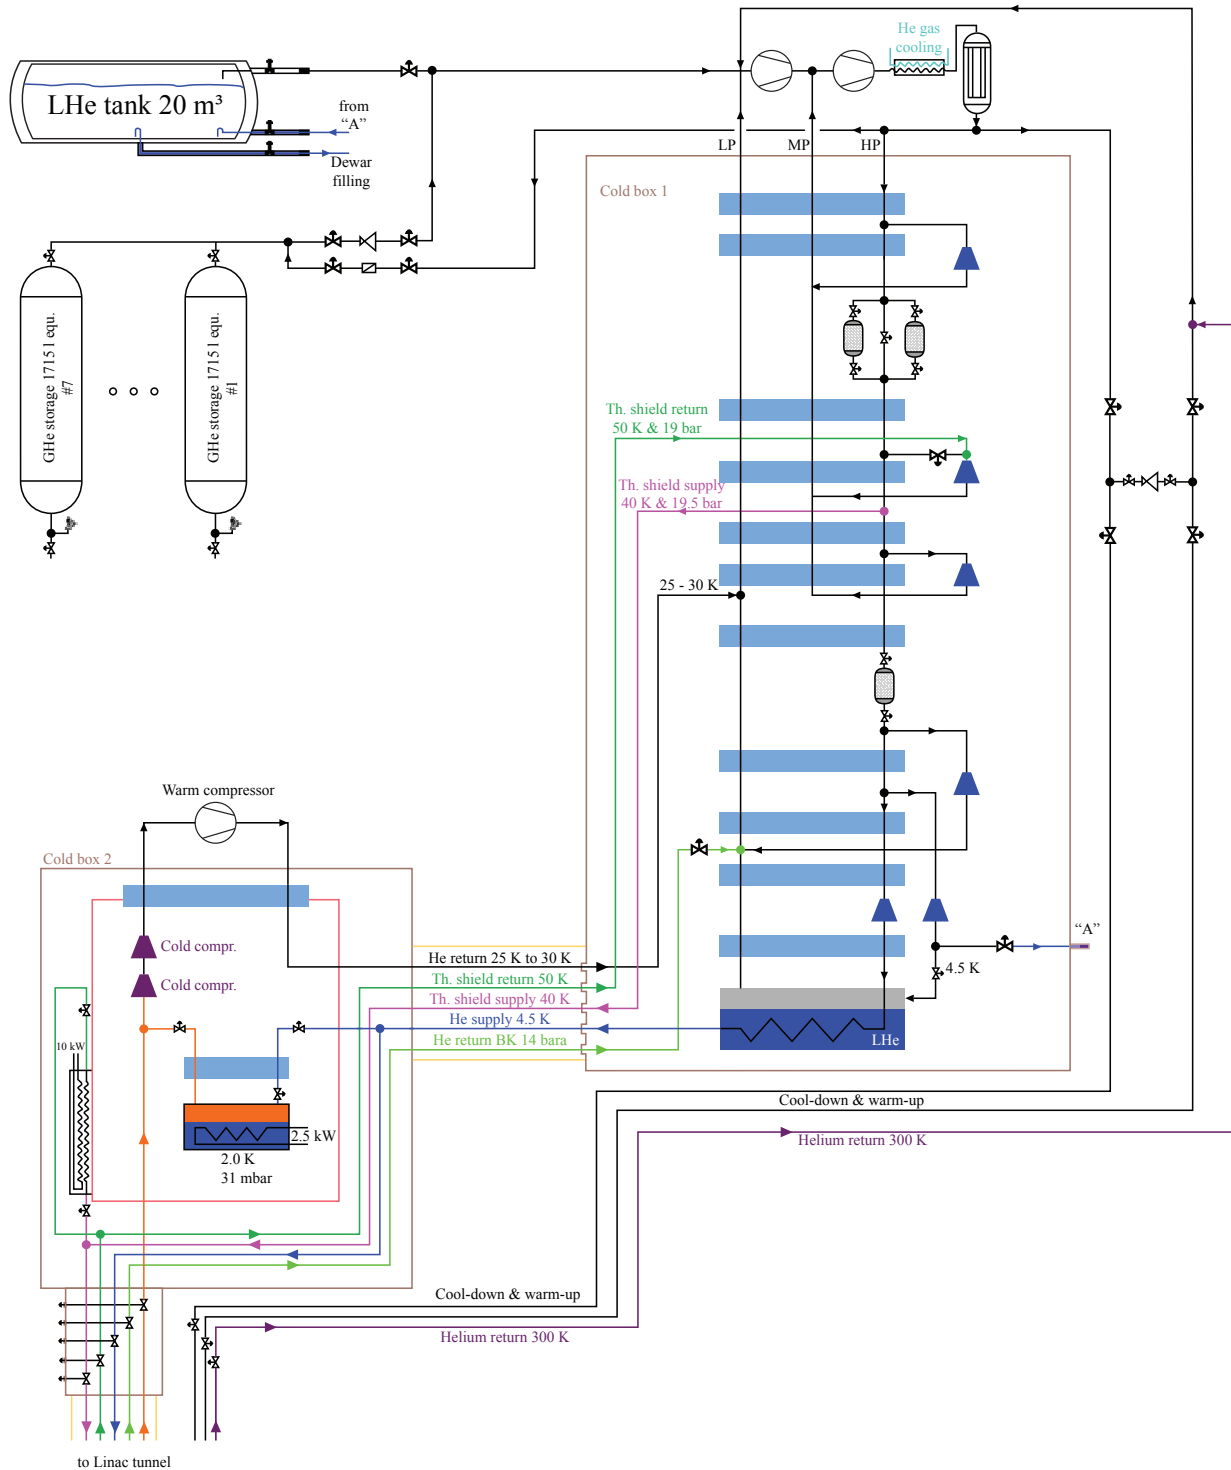 He gas
cooling
LHe tank 20 m³
from
“A”
Dewar
filling
LP
MP
HP
Cold box 1
GHe storage 1715 l equ.
#7
GHe storage 1715 l equ.
#1
Th. shield return
50 K & 19 bar
Th. shield supply
40 K & 19.5 bar
25 - 30 K
Warm compressor
Cold box 2
Cold compr.
Cold compr.
He return 25 K to 30 K
Th. shield return 50 K
Th. shield supply 40 K
He supply 4.5 K
He return BK 14 bara
“A”
4.5 K
LHe
10 kW
2.5 kW
2.0 K
31 mbar
Cool-down & warm-up
Helium return 300 K
Cool-down & warm-up
Helium return 300 K
to Linac tunnel